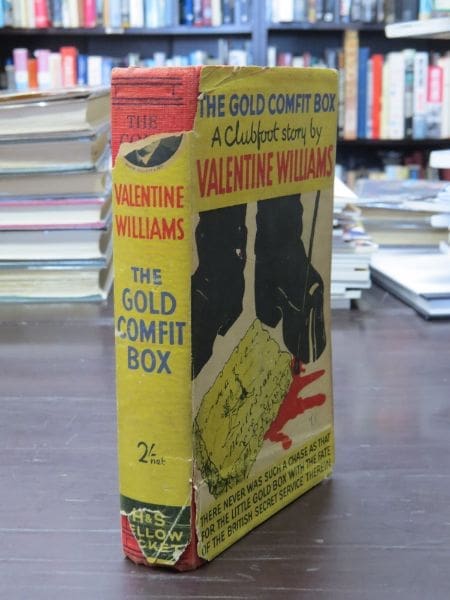 THE
VALENTINE
WILLIAMS
THE
GOLD
COMFIT
BOX
2/-
net
H&S
YELLOW
THE GOLD COMFIT BOX
A Clubfoot story by
VALENTINE WILLIAMS
THERE NEVER WAS SUCH A CHASE AS THAT
FOR THE LITTLE GOLD BOX WITH THE FATE
OF THE BRITISH SECRET SERVICE THEREIN